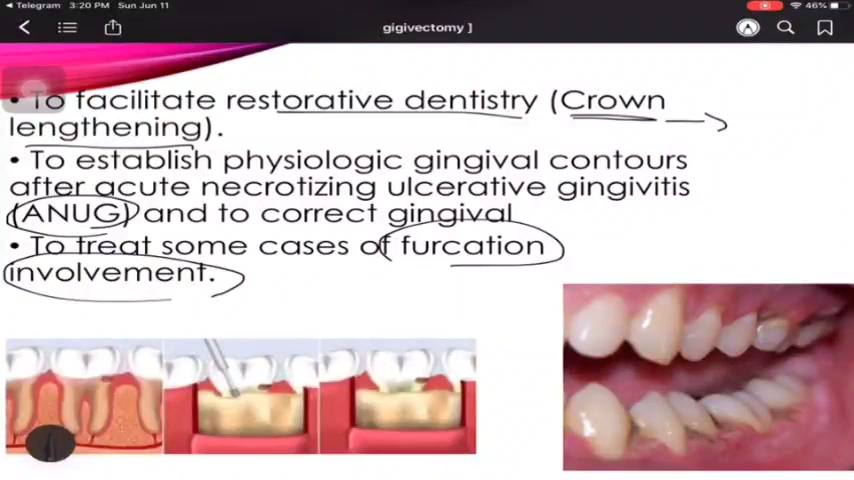 ◄ Telegram 3:20 PM Sun Jun 11 46%
gigivectomy ]
• To facilitate restorative dentistry (Crown
lengthening).
• To establish physiologic gingival contours
after acute necrotizing ulcerative gingivitis
(ANUG) and to correct gingival
• To treat some cases of furcation
involvement.